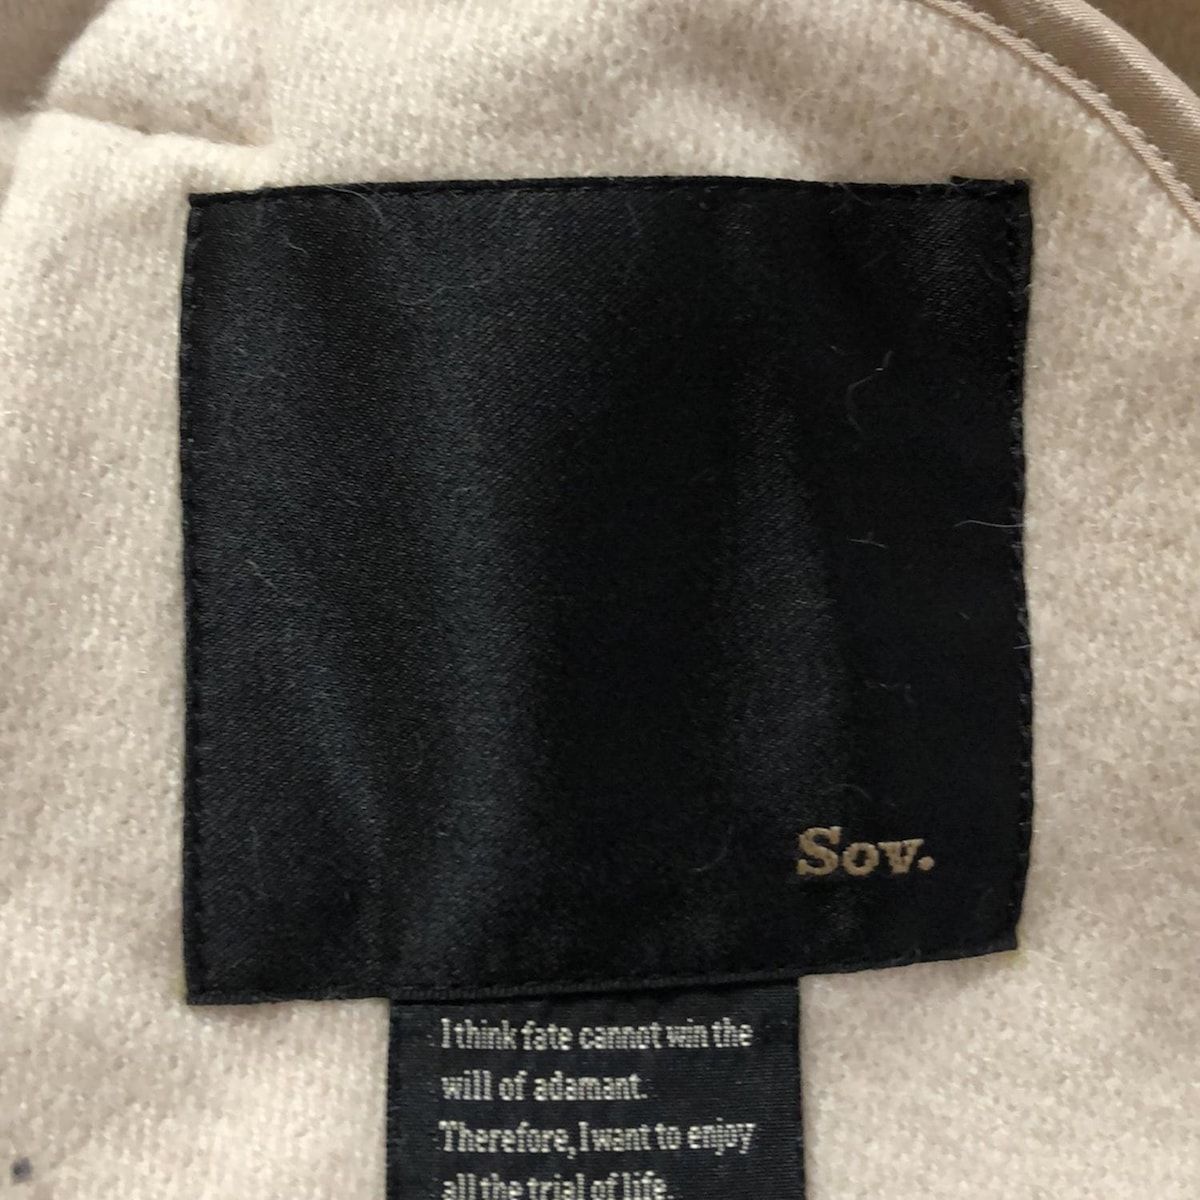 Sov.
I think fate cannot win the
will of adamant.
Therefore, I want to enjoy
all the trial of life.